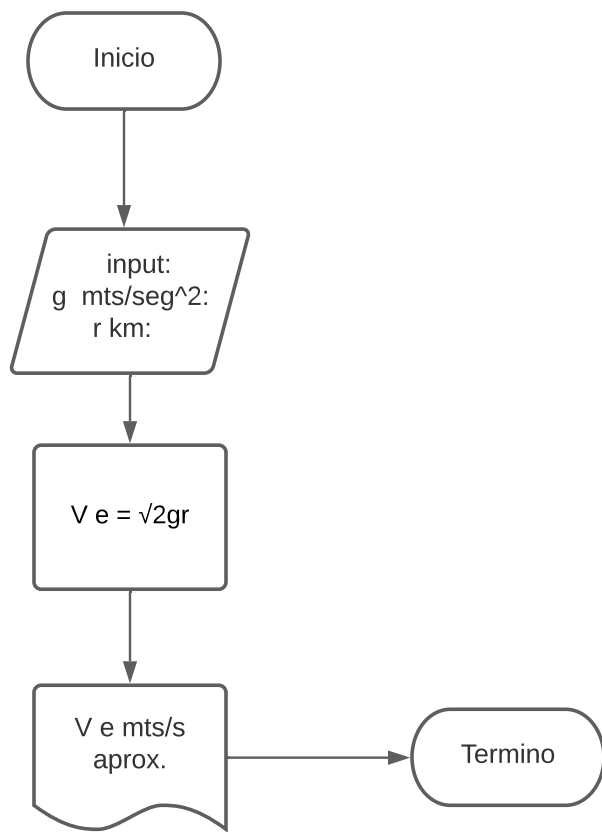 Inicio
input:
g  mts/seg^2:
r km:
V e = √2gr
V e mts/s
aprox.
Termino